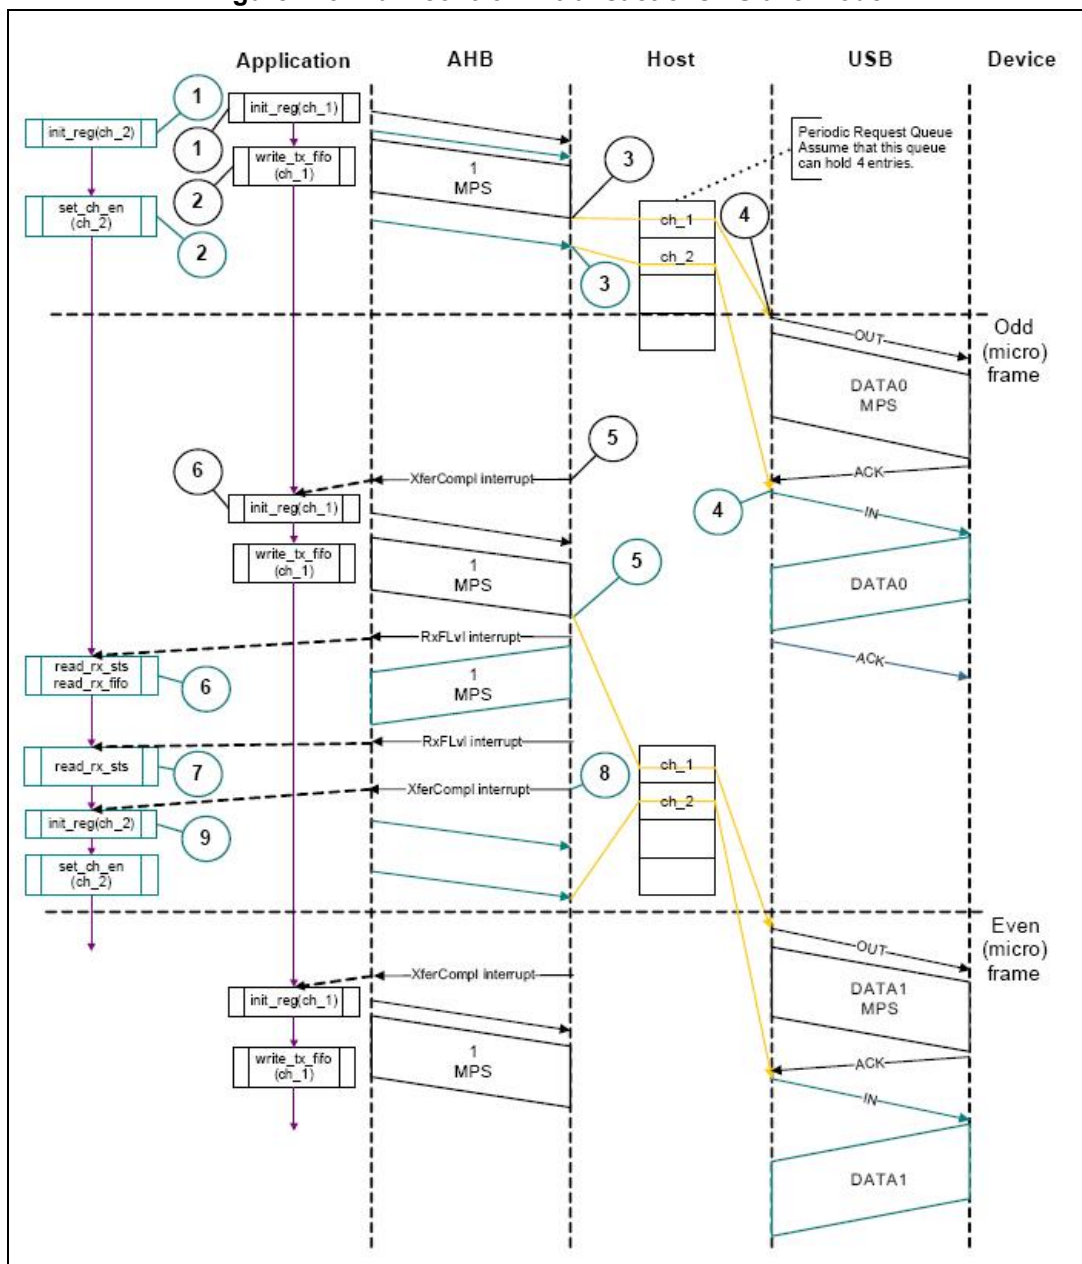 Application AHB Host USB Device
1
init_reg(ch_1)
init_reg(ch_2)
1
Periodic Request Queue
Assume that this queue
can hold 4 entries.
write_tx_fifo
(ch_1)
1
MPS
3
2
set_ch_en
(ch_2)
ch_1
4
2
ch_2
3
Odd
(micro)
frame
OUT
DATA0
MPS
5
ACK
6
XferCompl interrupt
init_reg(ch_1)
4
IN
write_tx_fifo
(ch_1)
1
MPS
5
DATA0
RxFLvl interrupt
read_rx_sts
read_rx_fifo
6
1
MPS
ACK
RxFLvl interrupt
read_rx_sts
7
ch_1
XferCompl interrupt
8
ch_2
init_reg(ch_2)
9
set_ch_en
(ch_2)
Even
(micro)
frame
OUT
XferCompl interrupt
init_reg(ch_1)
DATA1
MPS
write_tx_fifo
(ch_1)
1
MPS
ACK
IN
DATA1